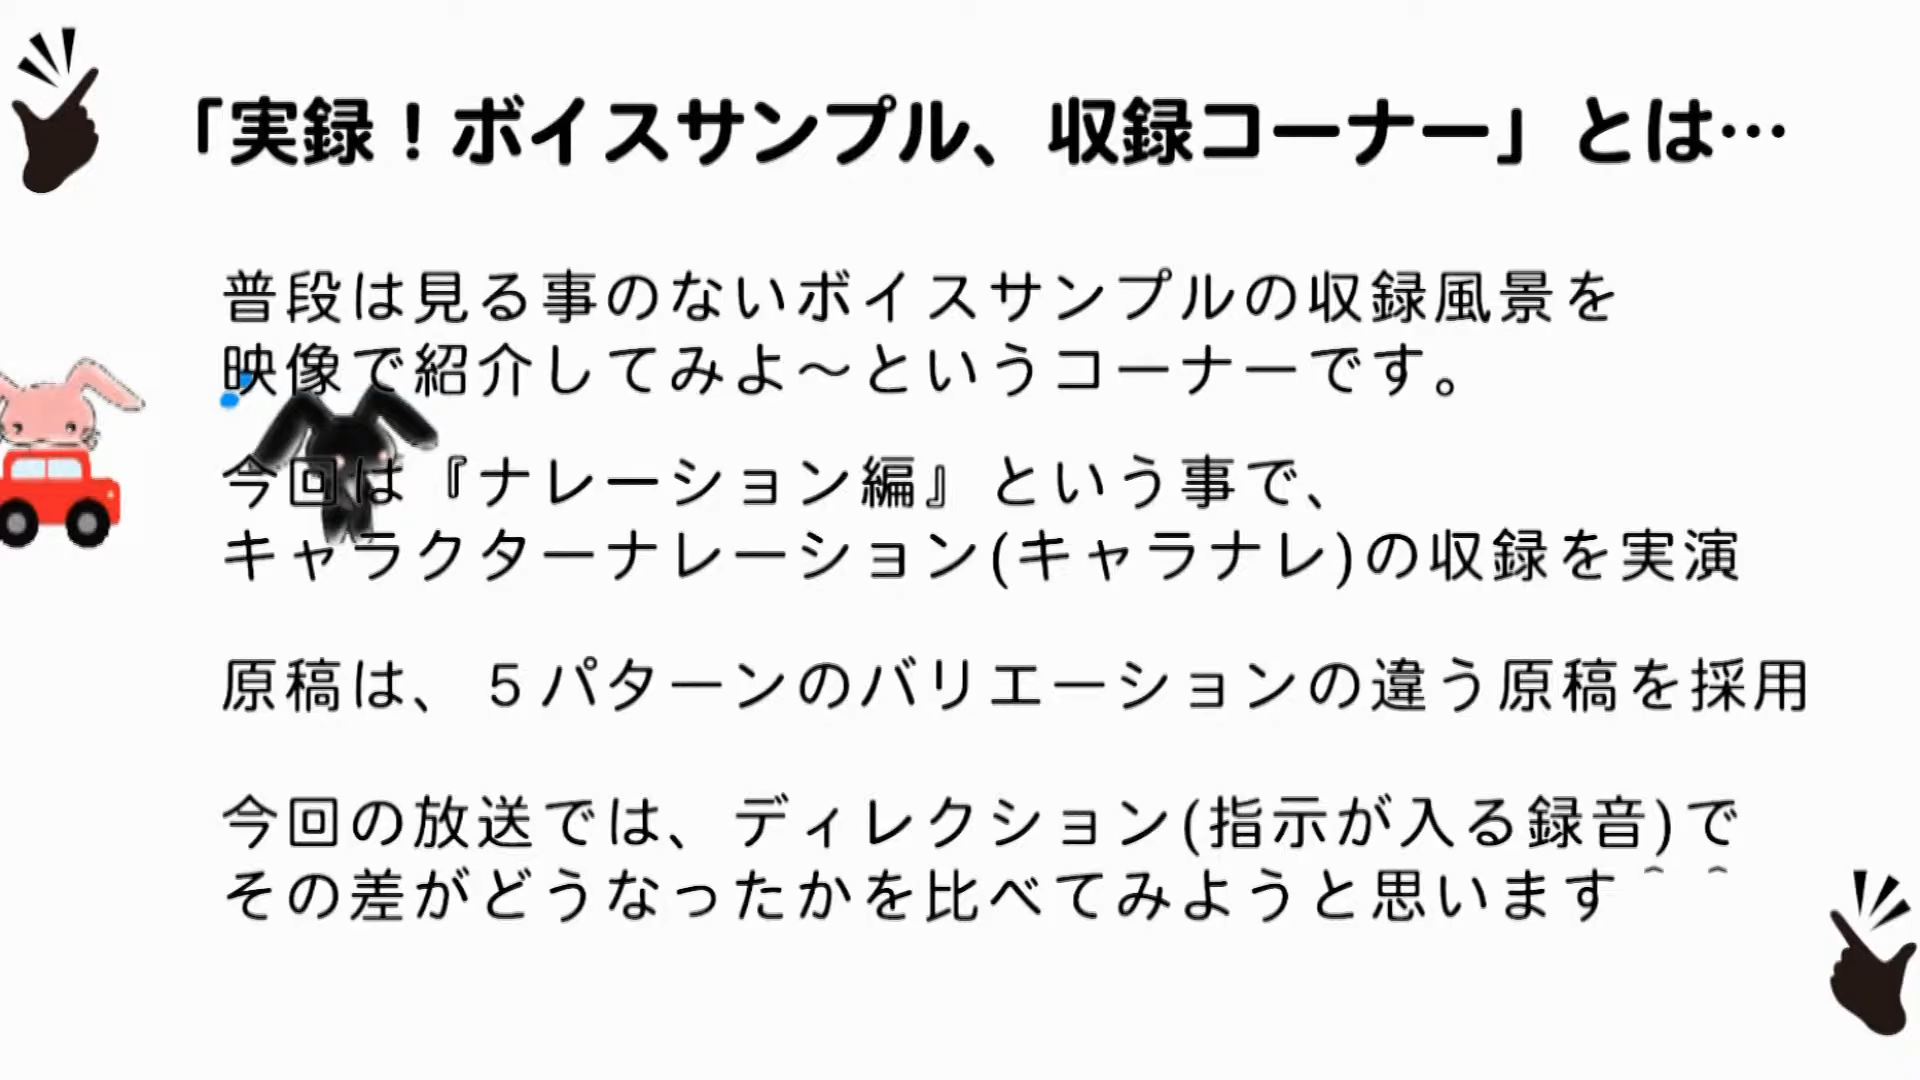 「実録！ボイスサンプル、収録コーナー」とは…
普段は見る事のないボイスサンプルの収録風景を
映像で紹介してみよ～というコーナーです。
今回は『ナレーション編』という事で、
キャラクターナレーション(キャラナレ)の収録を実演
原稿は、５パターンのバリエーションの違う原稿を採用
今回の放送では、ディレクション(指示が入る録音)で
その差がどうなったかを比べてみようと思います＾ ＾